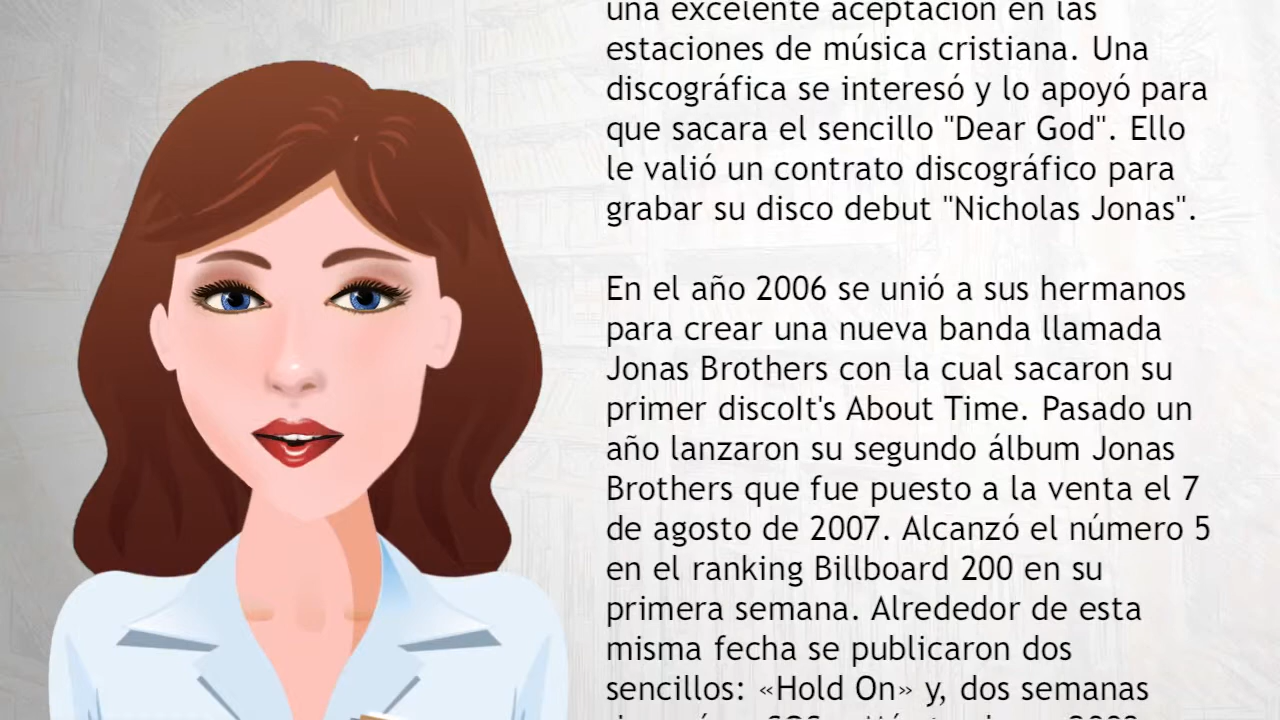 una excelente aceptación en las
estaciones de música cristiana. Una
discográfica se interesó y lo apoyó para
que sacara el sencillo "Dear God". Ello
le valió un contrato discográfico para
grabar su disco debut "Nicholas Jonas".
En el año 2006 se unió a sus hermanos
para crear una nueva banda llamada
Jonas Brothers con la cual sacaron su
primer discoIt's About Time. Pasado un
año lanzaron su segundo álbum Jonas
Brothers que fue puesto a la venta el 7
de agosto de 2007. Alcanzó el número 5
en el ranking Billboard 200 en su
primera semana. Alrededor de esta
misma fecha se publicaron dos
sencillos: «Hold On» y, dos semanas